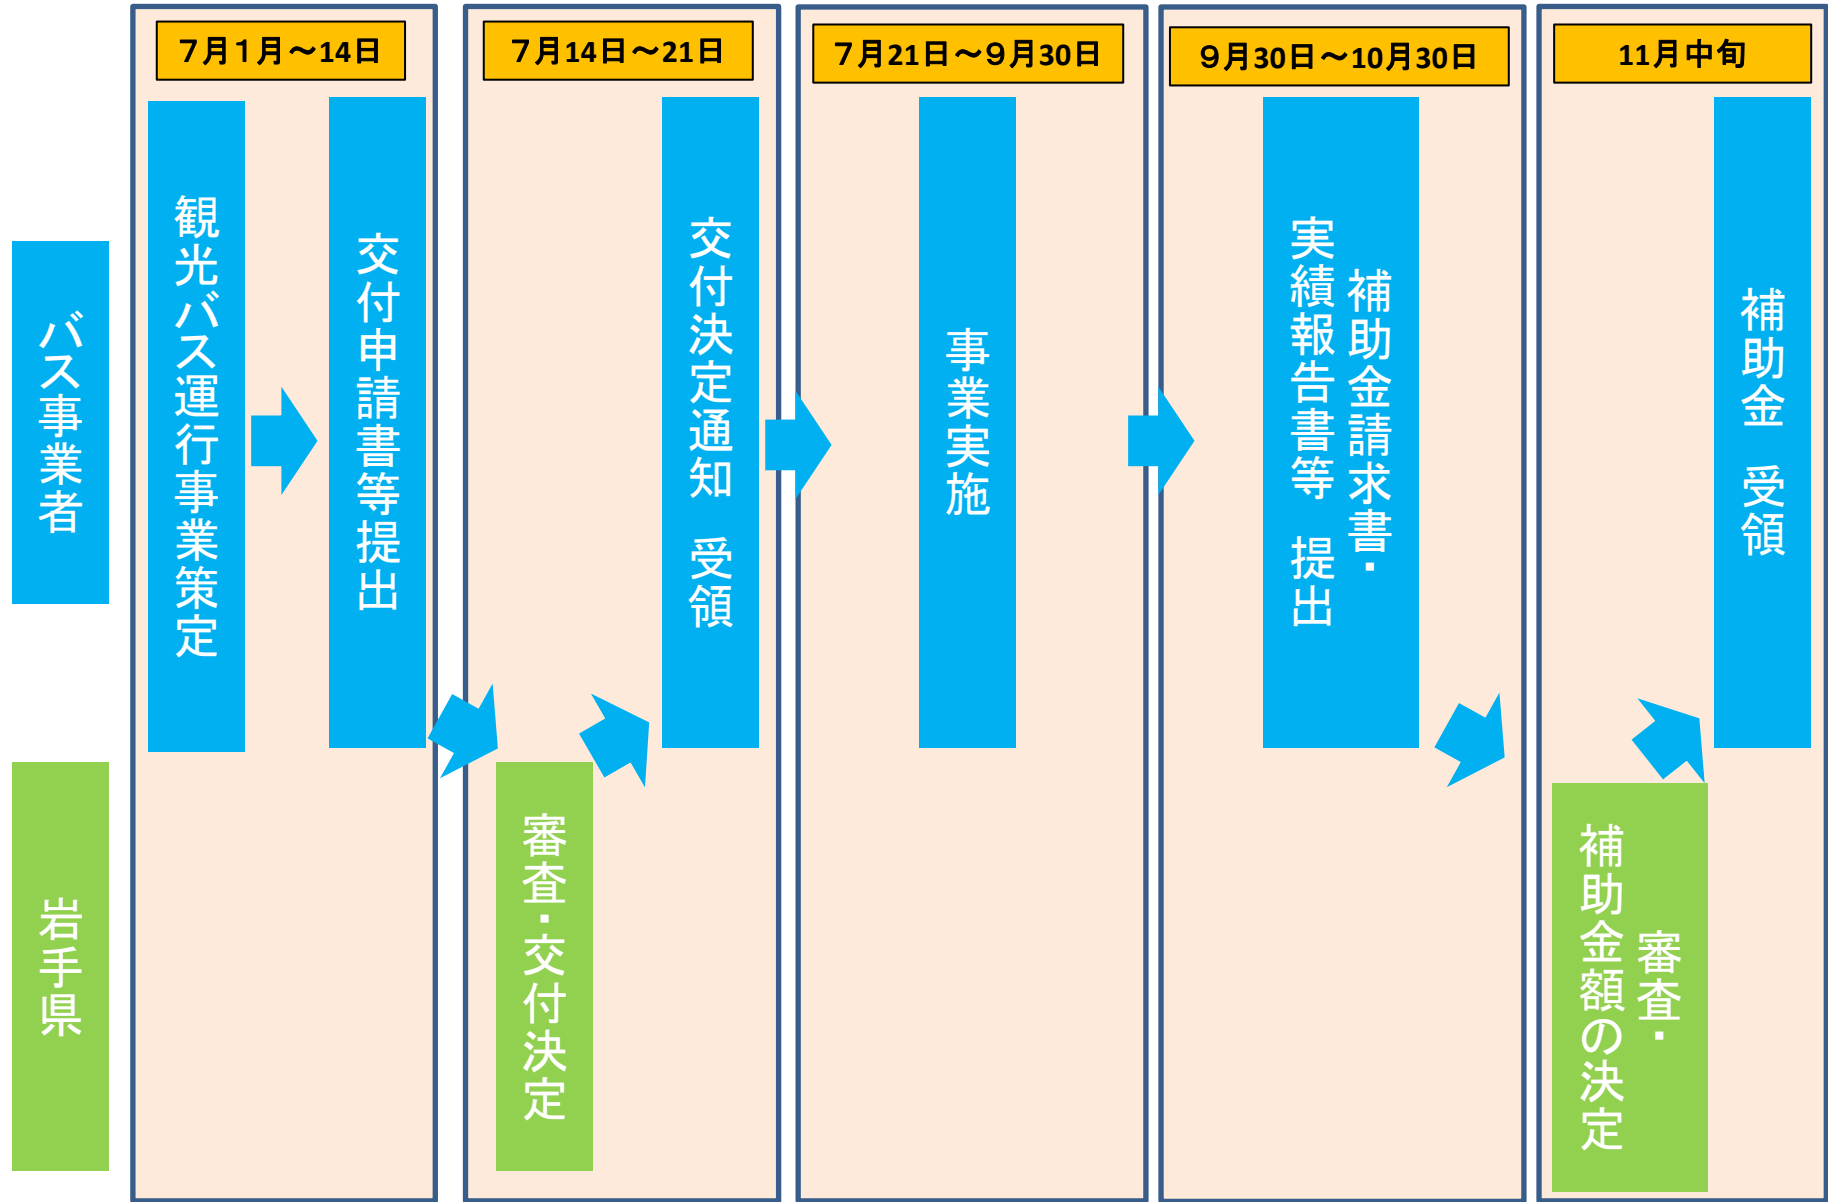 ７月１月～14日
７月14日～21日
７月21日～９月30日
９月30日～10月30日
11月中旬
バス事業者
観光バス運行事業策定
交付申請書等提出
交付決定通知　受領
事業実施
補助金請求書・
実績報告書等　提出
補助金　受領
岩手県
審査・交付決定
審査・
補助金額の決定